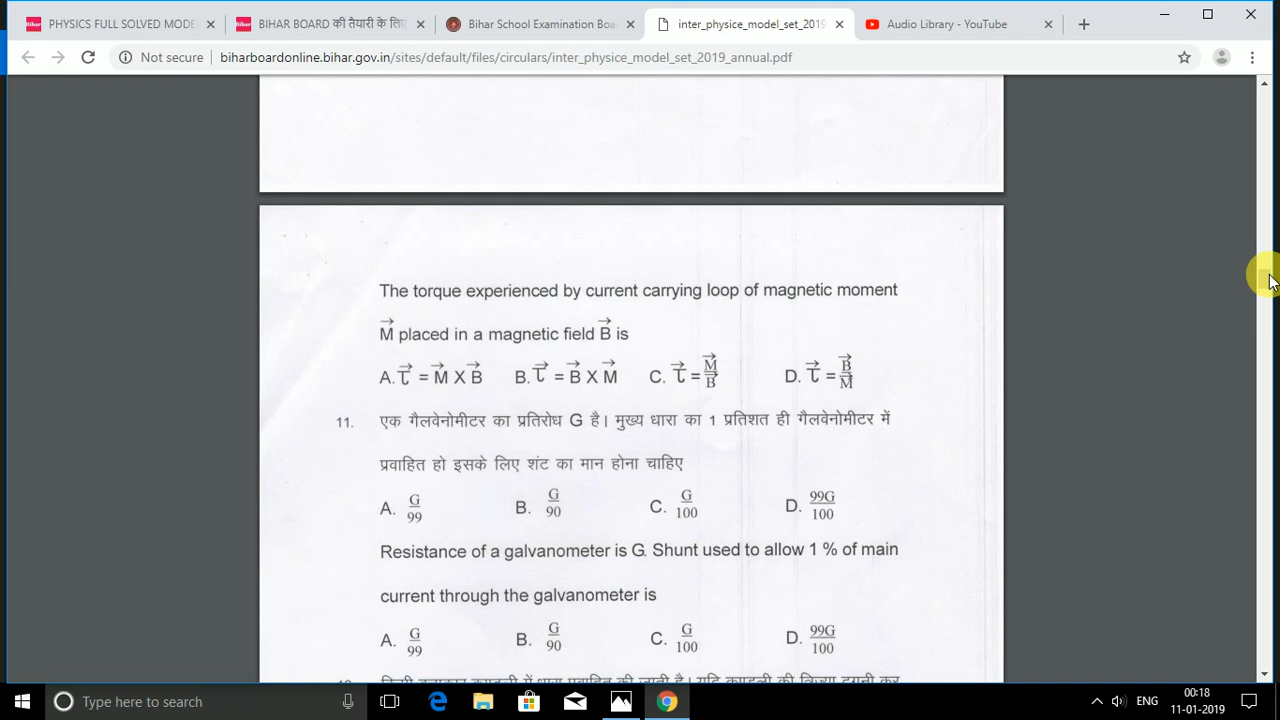 PHYSICS FULL SOLVED MODE
BIHAR BOARD की तैयारी के लिए
Bihar School Examination Boa
inter_physice_model_set_2019
Audio Library - YouTube
Not secure
biharboardonline.bihar.gov.in/sites/default/files/circulars/inter_physice_model_set_2019_annual.pdf
The torque experienced by current carrying loop of magnetic moment
M⃗ placed in a magnetic field B⃗ is
A. τ⃗ = M⃗ X B⃗ B. τ⃗ = B⃗ X M⃗ C. τ⃗ = M⃗/B⃗ D. τ⃗ = B⃗/M⃗
11. एक गैलवेनोमीटर का प्रतिरोध G है। मुख्य धारा का 1 प्रतिशत ही गैलवेनोमीटर में
प्रवाहित हो इसके लिए शंट का मान होना चाहिए
A. G/99 B. G/90 C. G/100 D. 99G/100
Resistance of a galvanometer is G. Shunt used to allow 1 % of main
current through the galvanometer is
A. G/99 B. G/90 C. G/100 D. 99G/100
Type here to search
ENG
00:18
11-01-2019